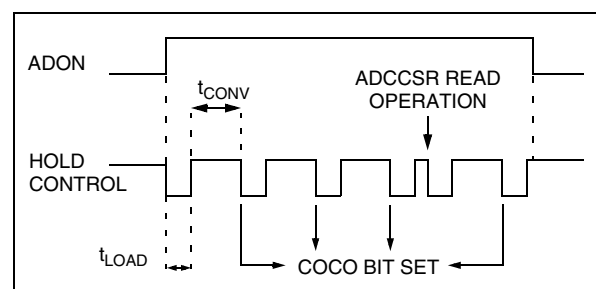 ADON
ADCCSR READ
OPERATION
tCONV
HOLD
CONTROL
tLOAD
COCO BIT SET